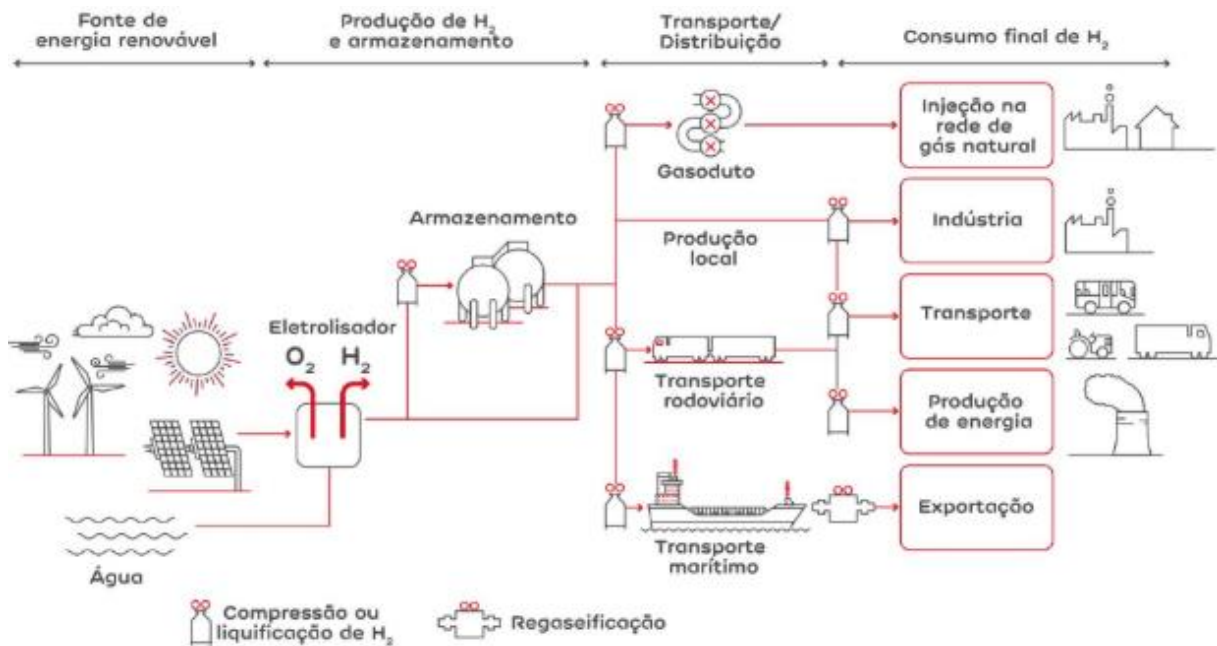 Fonte de
energia renovável
Produção de H₂
e armazenamento
Transporte/
Distribuição
Consumo final de H₂
Injeção na
rede de
gás natural
Gasoduto
Armazenamento
Indústria
Produção
local
Eletrolisador
O₂ H₂
Transporte
Transporte
rodoviário
Produção
de energia
Exportação
Transporte
marítimo
Água
Compressão ou
liquificação de H₂
Regaseificação